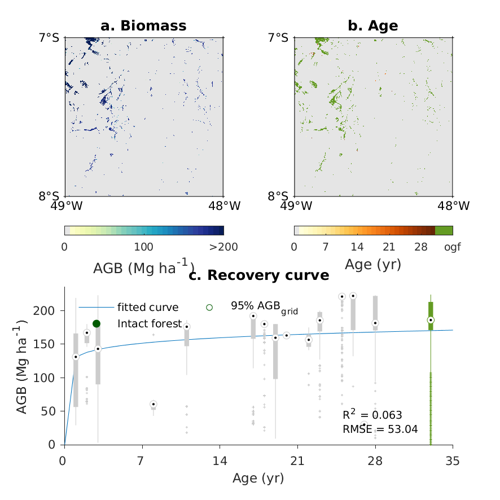 a. Biomass
b. Age
7°S
7°S
8°S
8°S
49°W 48°W
49°W 48°W
0 100 >200
0 7 14 21 28 ogf
AGB (Mg ha⁻¹)
Age (yr)
c. Recovery curve
fitted curve
95% AGB_grid
Intact forest
200
150
100
50
0
AGB (Mg ha⁻¹)
R² = 0.063
RMSE = 53.04
0 7 14 21 28 35
Age (yr)